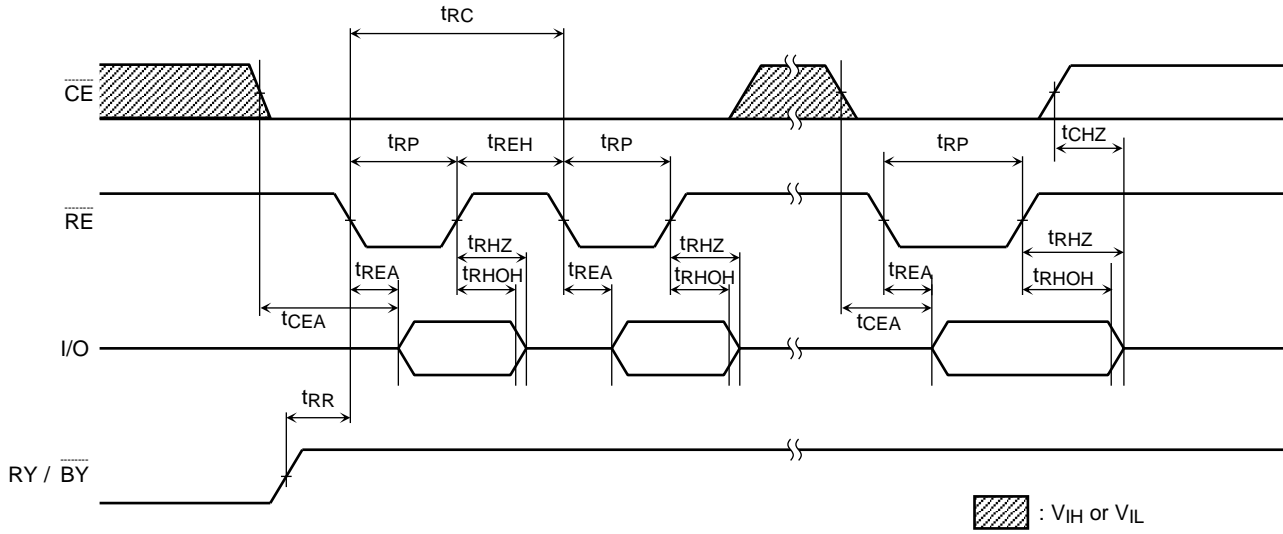 tRC
CE
tCHZ
tRP tREH tRP tRP
RE
tRHZ tRHZ tRHZ
tREA tRHOH tREA tRHOH tREA tRHOH
tCEA tCEA
I/O
tRR
RY / BY
: VIH or VIL